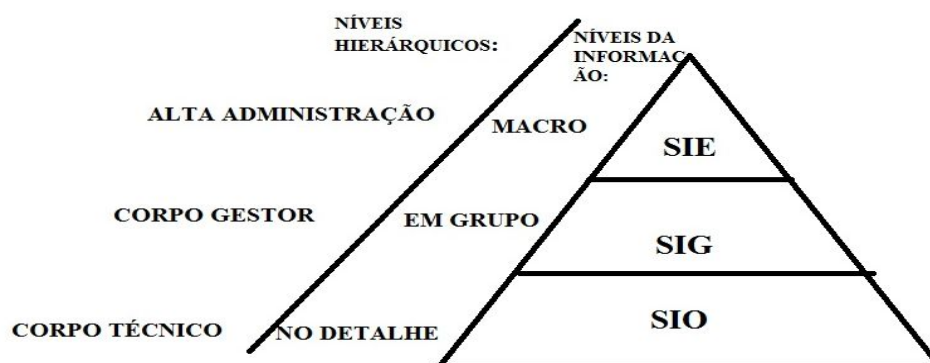 NÍVEIS
HIERÁRQUICOS:
NÍVEIS DA
INFORMAÇ
ÃO:
ALTA ADMINISTRAÇÃO
MACRO
SIE
CORPO GESTOR
EM GRUPO
SIG
CORPO TÉCNICO
NO DETALHE
SIO